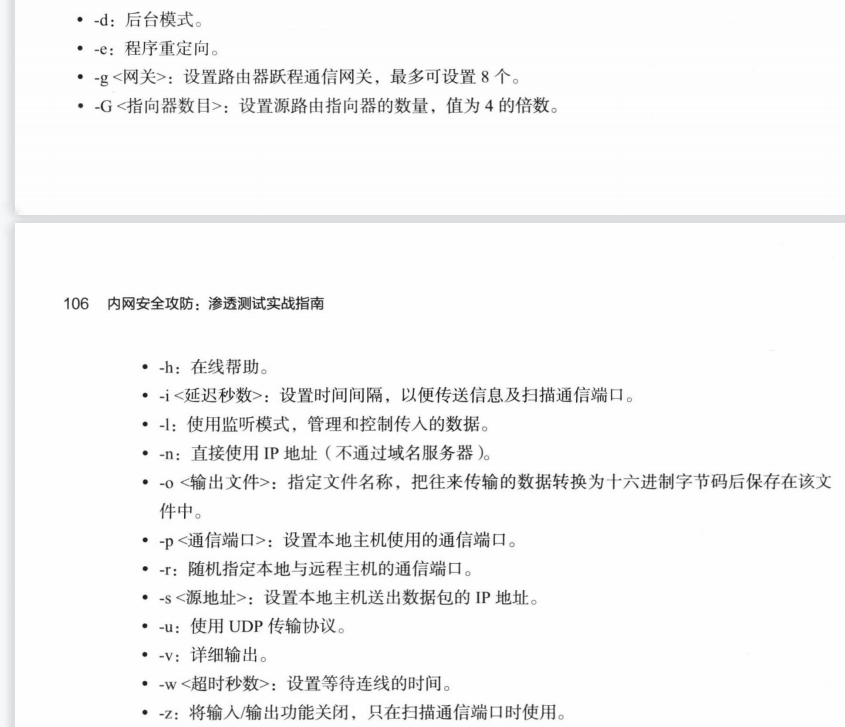 • -d：后台模式。
• -e：程序重定向。
• -g <网关>：设置路由器跃程通信网关，最多可设置 8 个。
• -G <指向器数目>：设置源路由指向器的数量，值为 4 的倍数。
106 内网安全攻防：渗透测试实战指南
• -h：在线帮助。
• -i <延迟秒数>：设置时间间隔，以便传送信息及扫描通信端口。
• -l：使用监听模式，管理和控制传入的数据。
• -n：直接使用 IP 地址（不通过域名服务器）。
• -o <输出文件>：指定文件名称，把往来传输的数据转换为十六进制字节码后保存在该文
件中。
• -p <通信端口>：设置本地主机使用的通信端口。
• -r：随机指定本地与远程主机的通信端口。
• -s <源地址>：设置本地主机送出数据包的 IP 地址。
• -u：使用 UDP 传输协议。
• -v：详细输出。
• -w <超时秒数>：设置等待连线的时间。
• -z：将输入/输出功能关闭，只在扫描通信端口时使用。